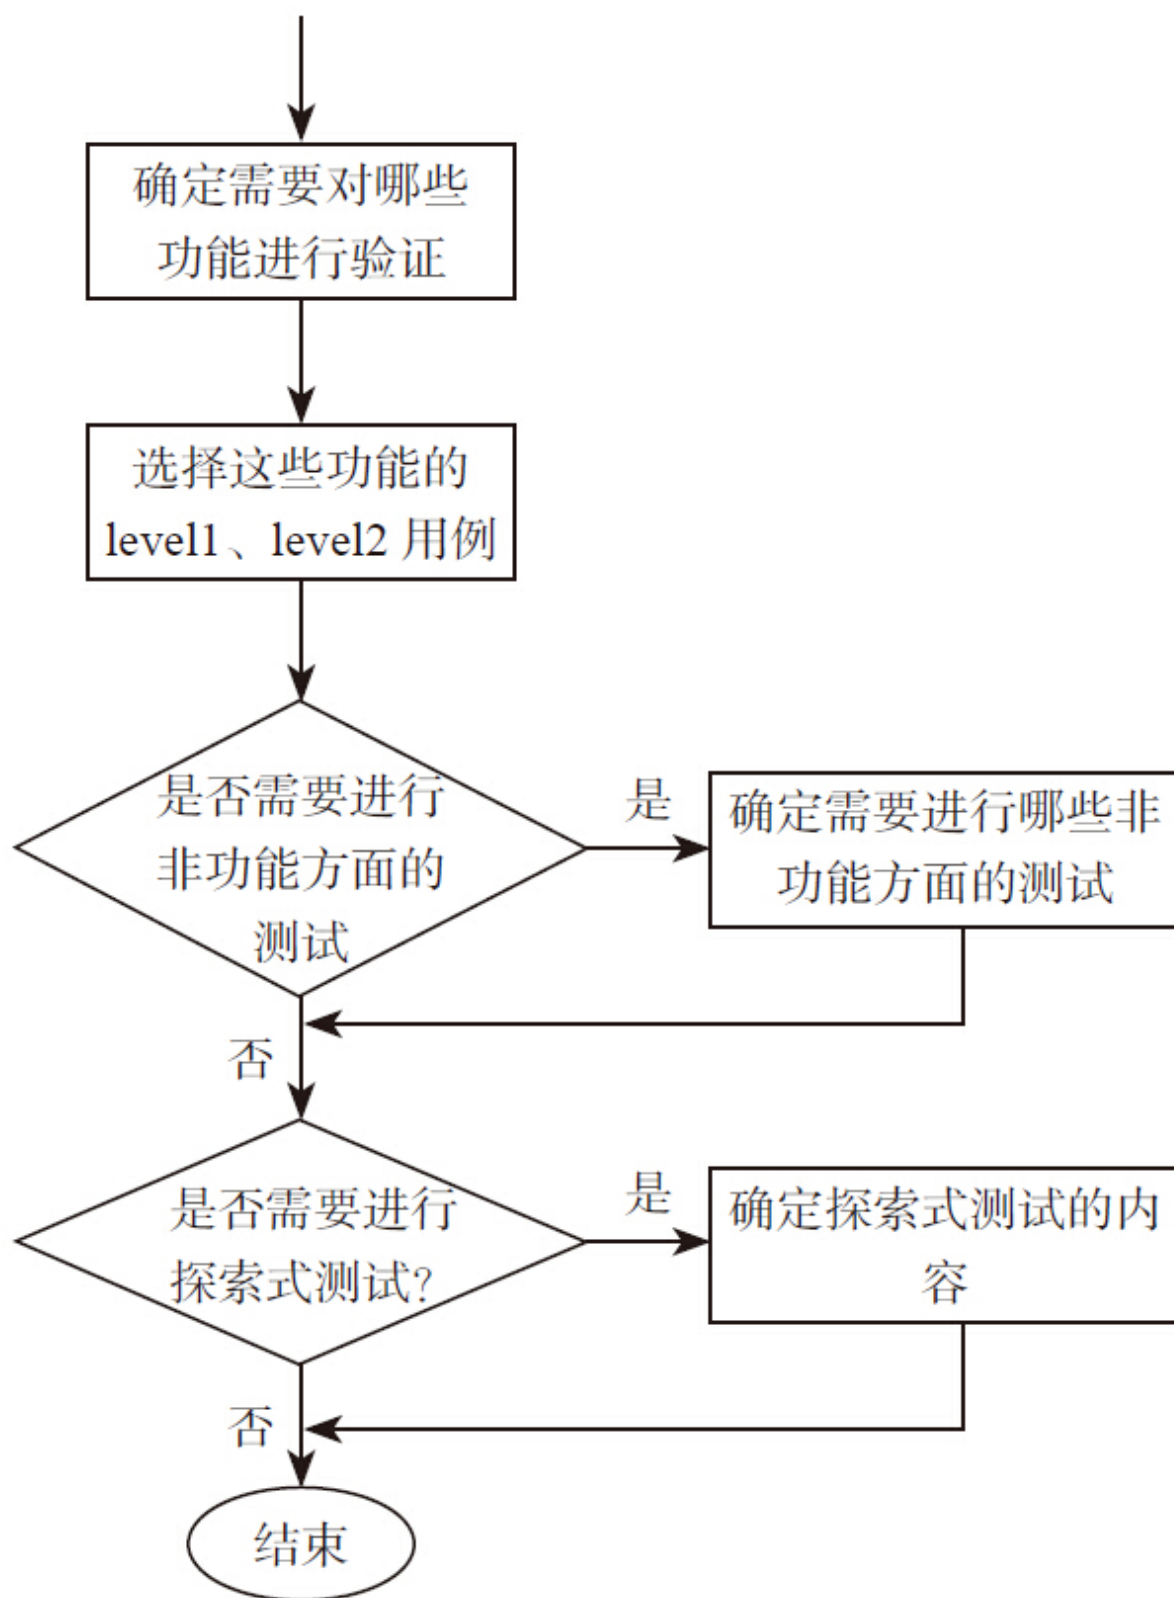 确定需要对哪些
功能进行验证
选择这些功能的
level1、level2 用例
是否需要进行
非功能方面的
测试
是
确定需要进行哪些非
功能方面的测试
否
是否需要进行
探索式测试?
是
确定探索式测试的内
容
否
结束